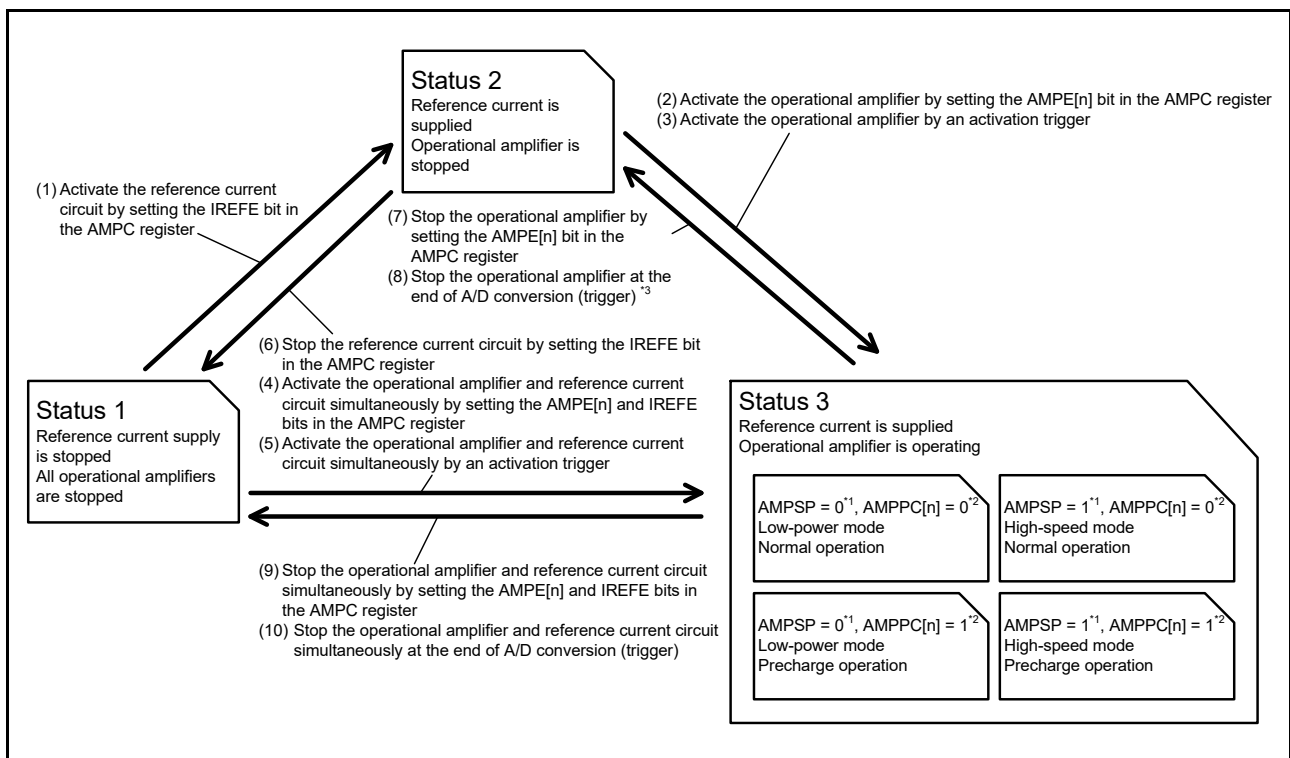 Status 2
Reference current is
supplied
Operational amplifier is
stopped
(2) Activate the operational amplifier by setting the AMPE[n] bit in the AMPC register
(3) Activate the operational amplifier by an activation trigger
(1) Activate the reference current
circuit by setting the IREFE bit in
the AMPC register
(7) Stop the operational amplifier by
setting the AMPE[n] bit in the
AMPC register
(8) Stop the operational amplifier at the
end of A/D conversion (trigger) *3
(6) Stop the reference current circuit by setting the IREFE bit
in the AMPC register
(4) Activate the operational amplifier and reference current
circuit simultaneously by setting the AMPE[n] and IREFE
bits in the AMPC register
(5) Activate the operational amplifier and reference current
circuit simultaneously by an activation trigger
Status 1
Reference current supply
is stopped
All operational amplifiers
are stopped
Status 3
Reference current is supplied
Operational amplifier is operating
AMPSP = 0*1, AMPPC[n] = 0*2
Low-power mode
Normal operation
AMPSP = 1*1, AMPPC[n] = 0*2
High-speed mode
Normal operation
AMPSP = 0*1, AMPPC[n] = 1*2
Low-power mode
Precharge operation
AMPSP = 1*1, AMPPC[n] = 1*2
High-speed mode
Precharge operation
(9) Stop the operational amplifier and reference current circuit
simultaneously by setting the AMPE[n] and IREFE bits in
the AMPC register
(10) Stop the operational amplifier and reference current circuit
simultaneously at the end of A/D conversion (trigger)